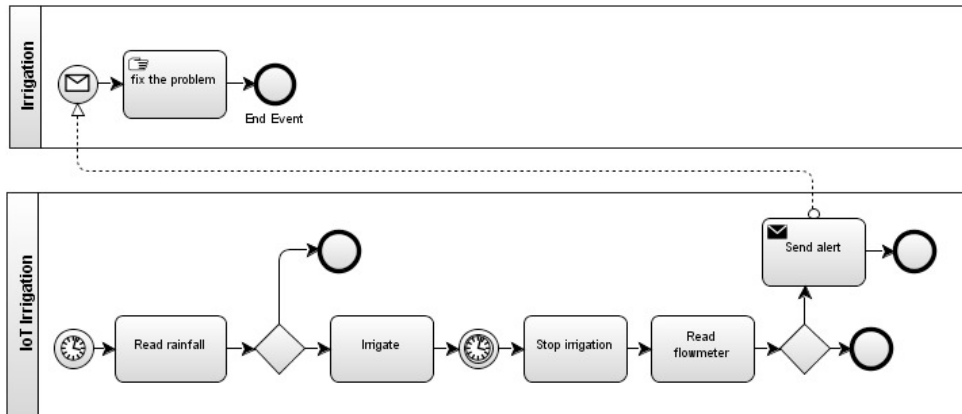 Irrigation
fix the problem
End Event
IoT Irrigation
Send alert
Read rainfall
Irrigate
Stop irrigation
Read
flowmeter